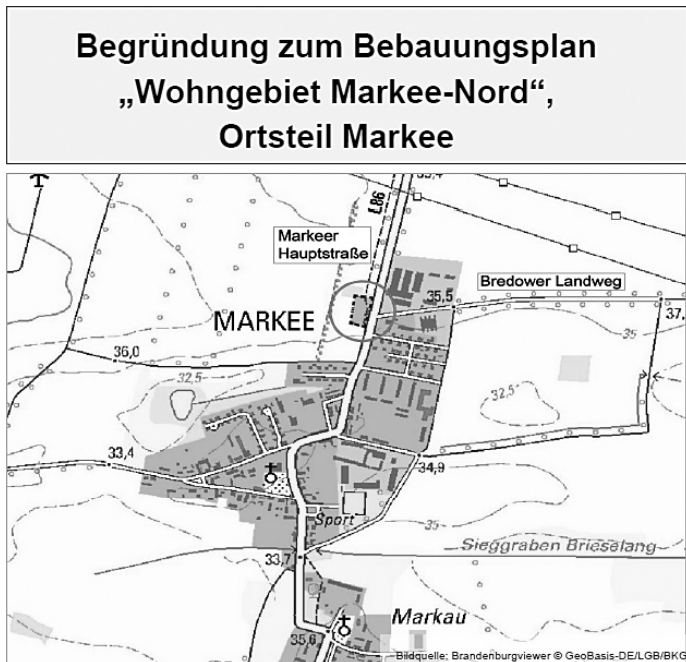 Begründung zum Bebauungsplan
„Wohngebiet Markee-Nord“,
Ortsteil Markee
L86
Markeer
Hauptstraße
Bredower Landweg
35,5
37,
MARKEE
35
36,0
32,5
32,5
33,4
34,9
Sport
35
Sieggraben Brieselang
33,7
Markau
35,6
Bildquelle: Brandenburgviewer © GeoBasis-DE/LGB/BKG